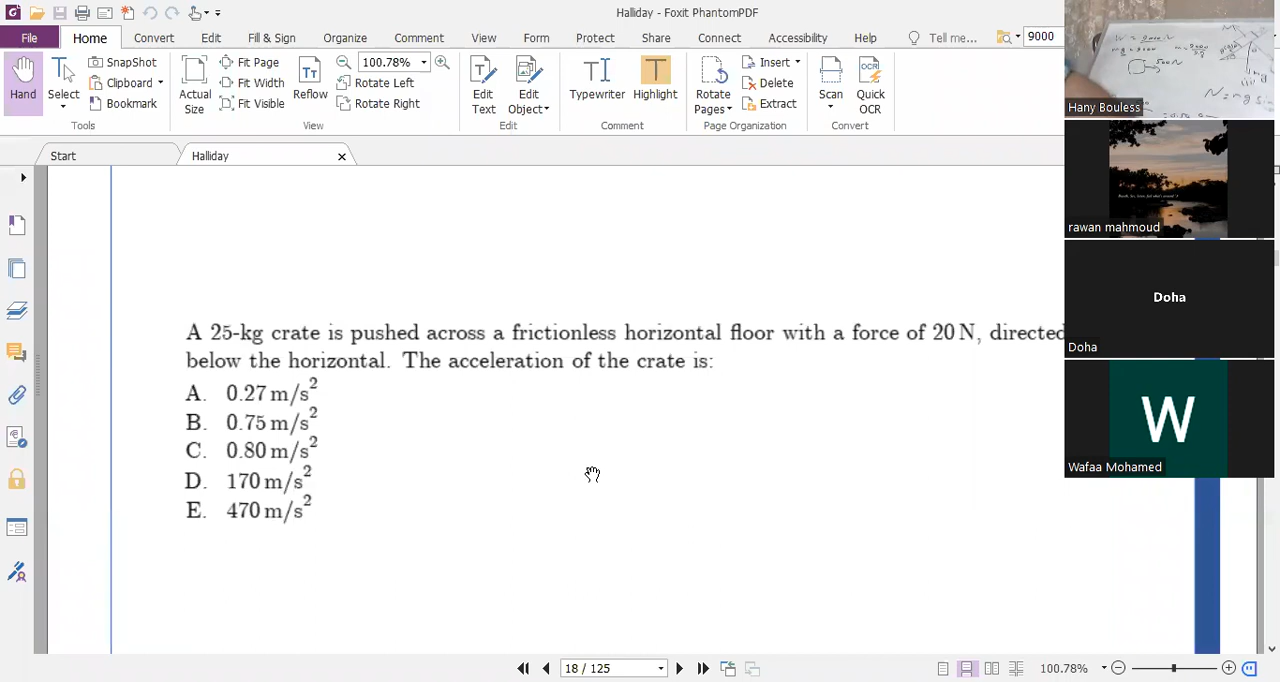 Halliday - Foxit PhantomPDF
File Home Convert Edit Fill & Sign Organize Comment View Form Protect Share Connect Accessibility Help Tell me... 9000
Hand
Select
SnapShot
Clipboard
Bookmark
Tools
Actual Size
Fit Page
Fit Width
Fit Visible
Reflow
100.78%
Rotate Left
Rotate Right
View
Edit Text
Edit Object
Edit
Typewriter
Highlight
Comment
Rotate Pages
Insert
Delete
Extract
Page Organization
Scan
Quick OCR
Convert
Start
Halliday
A 25-kg crate is pushed across a frictionless horizontal floor with a force of 20 N, directed
below the horizontal. The acceleration of the crate is:
A. 0.27 m/s²
B. 0.75 m/s²
C. 0.80 m/s²
D. 170 m/s²
E. 470 m/s²
Hany Bouless
rawan mahmoud
Doha
Doha
W
Wafaa Mohamed
18 / 125
100.78%